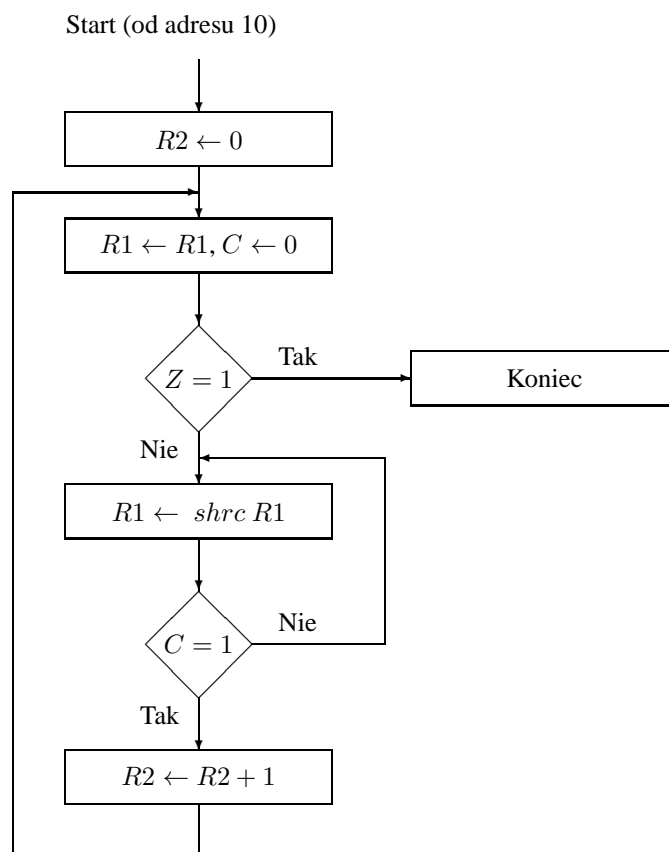 Start (od adresu 10)
R2 ← 0
R1 ← R1, C ← 0
Z = 1
Tak
Koniec
Nie
R1 ← shrc R1
C = 1
Nie
Tak
R2 ← R2 + 1